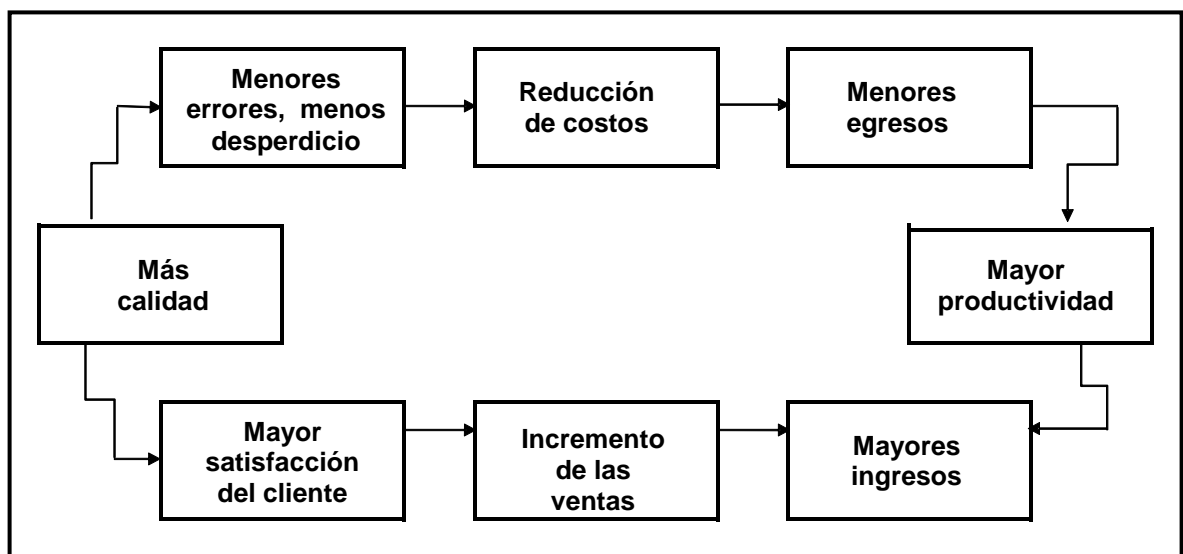 Menores
errores, menos
desperdicio
Reducción
de costos
Menores
egresos
Más
calidad
Mayor
productividad
Mayor
satisfacción
del cliente
Incremento
de las
ventas
Mayores
ingresos